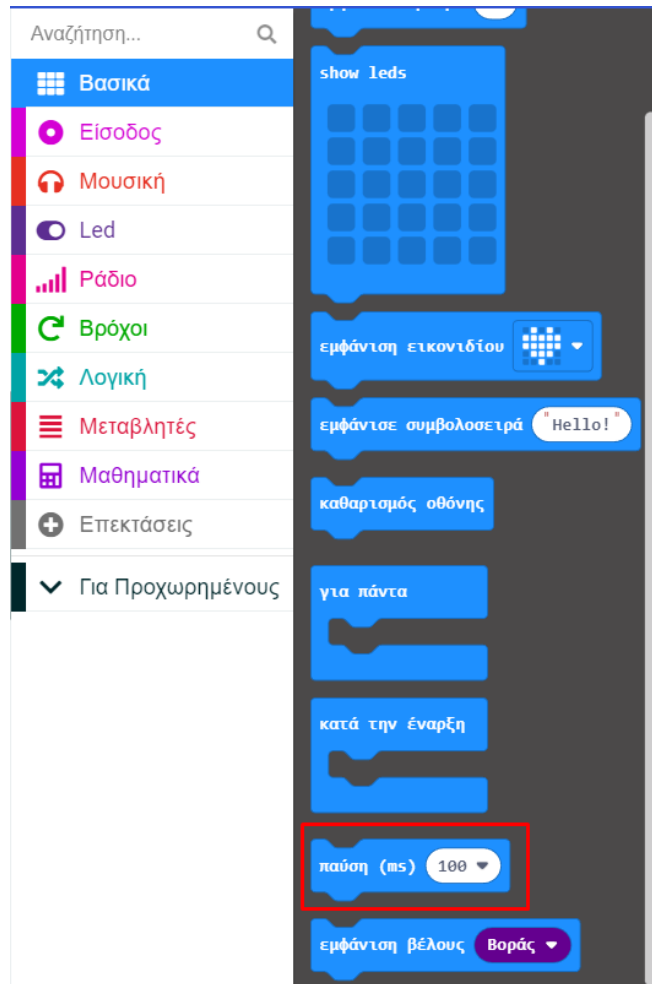 Αναζήτηση...
Βασικά
Είσοδος
Μουσική
Led
Ράδιο
Βρόχοι
Λογική
Μεταβλητές
Μαθηματικά
Επεκτάσεις
Για Προχωρημένους
show leds
εμφάνιση εικονιδίου
εμφάνισε συμβολοσειρά "Hello!"
καθαρισμός οθόνης
για πάντα
κατά την έναρξη
παύση (ms) 100
εμφάνιση βέλους Βοράς